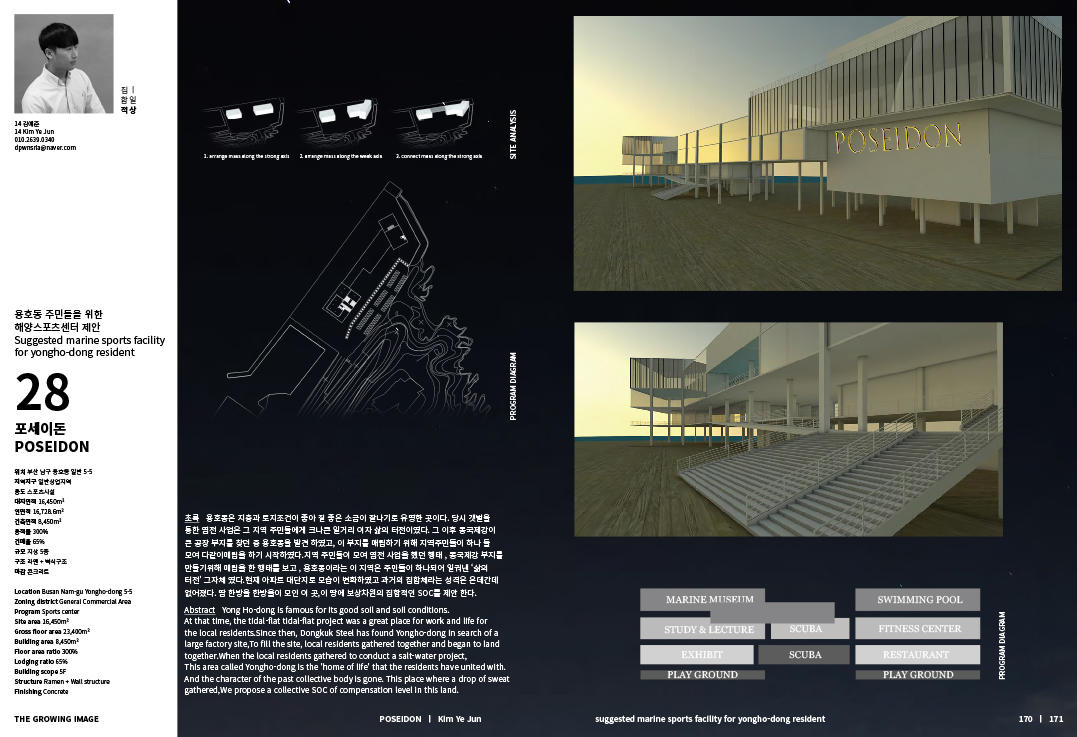 집 ㅣ
합 일
적 상
14 김예준
14 Kim Ye Jun
010.2639.0340
dpwnsrla@naver.com
용호동 주민들을 위한
해양스포츠센터 제안
Suggested marine sports facility
for yongho-dong resident
28
포세이돈
POSEIDON
위치 부산 남구 용호동 일반 5-5
지역지구 일반상업지역
용도 스포츠시설
대지면적 16,450m²
연면적 16,728.6m²
건축면적 8,450m²
용적률 300%
건폐율 65%
규모 지상 5층
구조 라멘 + 벽식구조
마감 콘크리트
Location Busan Nam-gu Yongho-dong 5-5
Zoning district General Commercial Area
Program Sports center
Site area 16,450m²
Gross floor area 23,400m²
Building area 8,450m²
Floor area ratio 300%
Lodging ratio 65%
Building scope 5F
Structure Ramen + Wall structure
Finishing Concrete
THE GROWING IMAGE
1. arrange mass along the strong axis
2. arrange mass along the weak axis
3. connect mass along the strong axis
SITE ANALYSIS
PROGRAM DIAGRAM
초록 용호동은 지층과 토지조건이 좋아 질 좋은 소금이 잘나기로 유명한 곳이다. 당시 갯벌을
통한 염전 사업은 그 지역 주민들에게 크나큰 일거리 이자 삶의 터전이였다. 그 이후 동국제강이
큰 공장 부지를 찾던 중 용호동을 발견 하였고, 이 부지를 매립하기 위해 지역주민들이 하나 둘
모여 다같이매립을 하기 시작하였다.지역 주민들이 모여 염전 사업을 했던 행태 , 동국제강 부지를
만들기위해 매립을 한 행태를 보고 , 용호동이라는 이 지역은 주민들이 하나되어 일궈낸 '삶의
터전' 그자체 였다.현재 아파트 대단지로 모습이 변화하였고 과거의 집합체라는 성격은 온데간데
없어졌다. 땀 한방울 한방울이 모인 이 곳,이 땅에 보상차원의 집합적인 SOC를 제안 한다.
Abstract Yong Ho-dong is famous for its good soil and soil conditions.
At that time, the tidal-flat tidal-flat project was a great place for work and life for
the local residents.Since then, Dongkuk Steel has found Yongho-dong in search of a
large factory site,To fill the site, local residents gathered together and began to land
together.When the local residents gathered to conduct a salt-water project,
This area called Yongho-dong is the 'home of life' that the residents have united with.
And the character of the past collective body is gone. This place where a drop of sweat
gathered,We propose a collective SOC of compensation level in this land.
POSEIDON | Kim Ye Jun
POSEIDON
MARINE MUSEUM
SWIMMING POOL
STUDY & LECTURE
SCUBA
FITNESS CENTER
EXHIBIT
SCUBA
RESTAURANT
PLAY GROUND
PLAY GROUND
PROGRAM DIAGRAM
suggested marine sports facility for yongho-dong resident
170 | 171